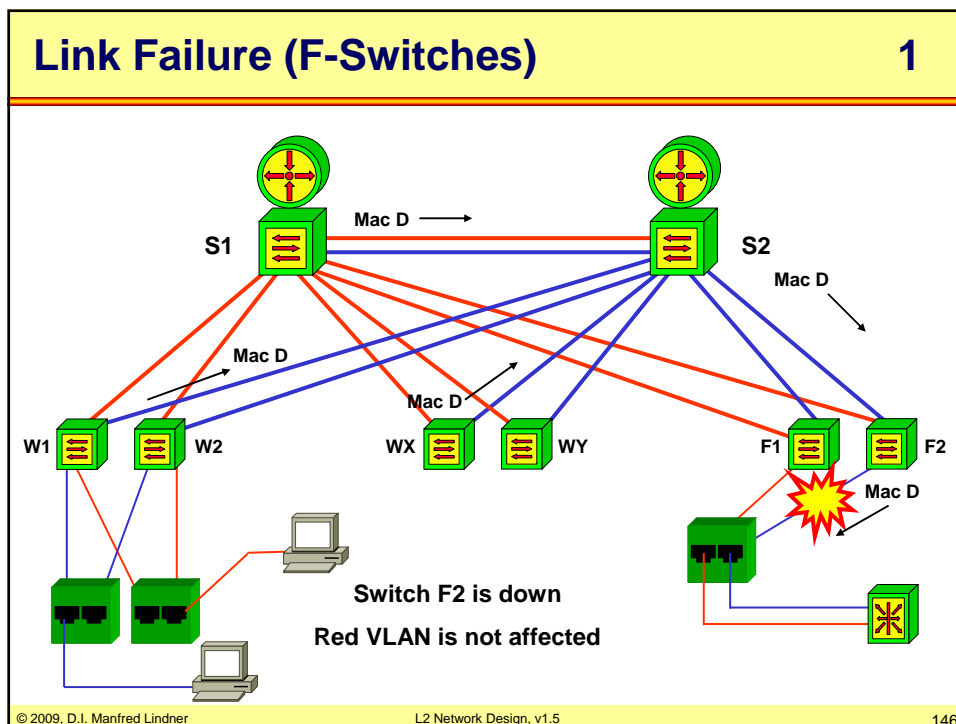 Link Failure (F-Switches) 1
Mac D
S1
S2
Mac D
Mac D
Mac D
W1
W2
WX
WY
F1
F2
Mac D
Switch F2 is down
Red VLAN is not affected
© 2009, D.I. Manfred Lindner
L2 Network Design, v1.5
146